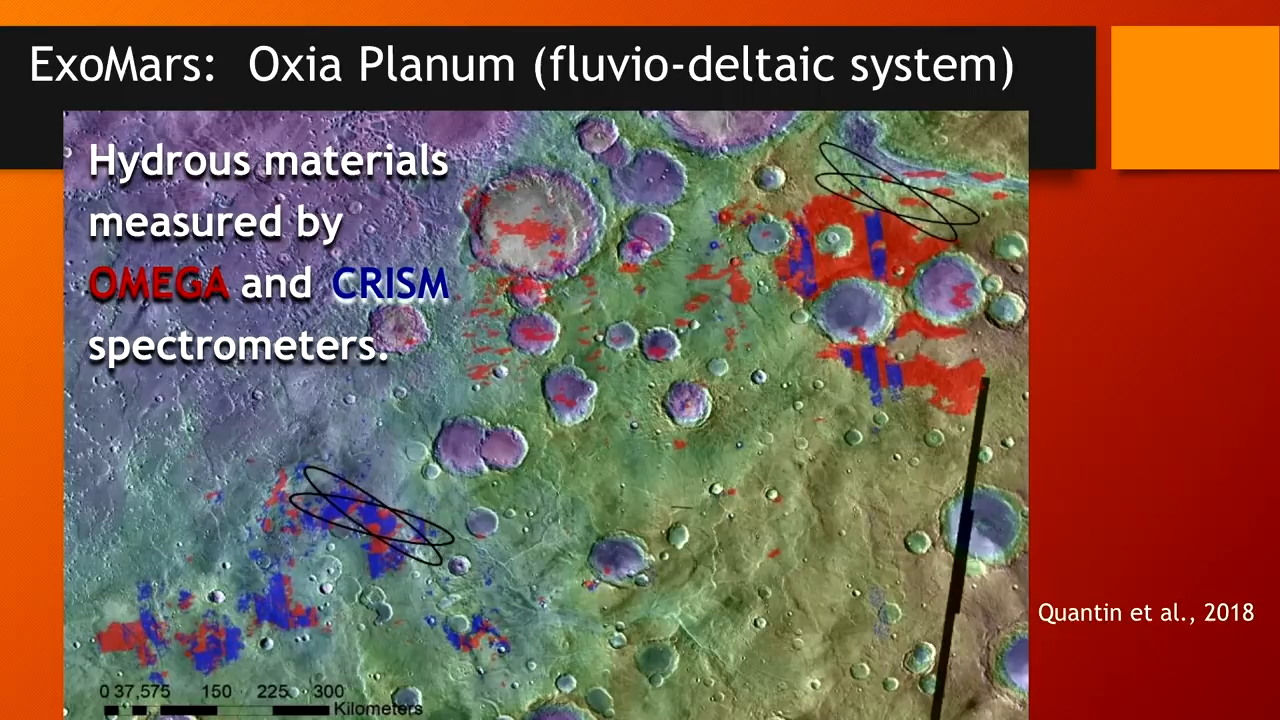 ExoMars: Oxia Planum (fluvio-deltaic system)
Hydrous materials
measured by
OMEGA and CRISM
spectrometers.
Quantin et al., 2018
0 37,575 150 225 300
Kilometers